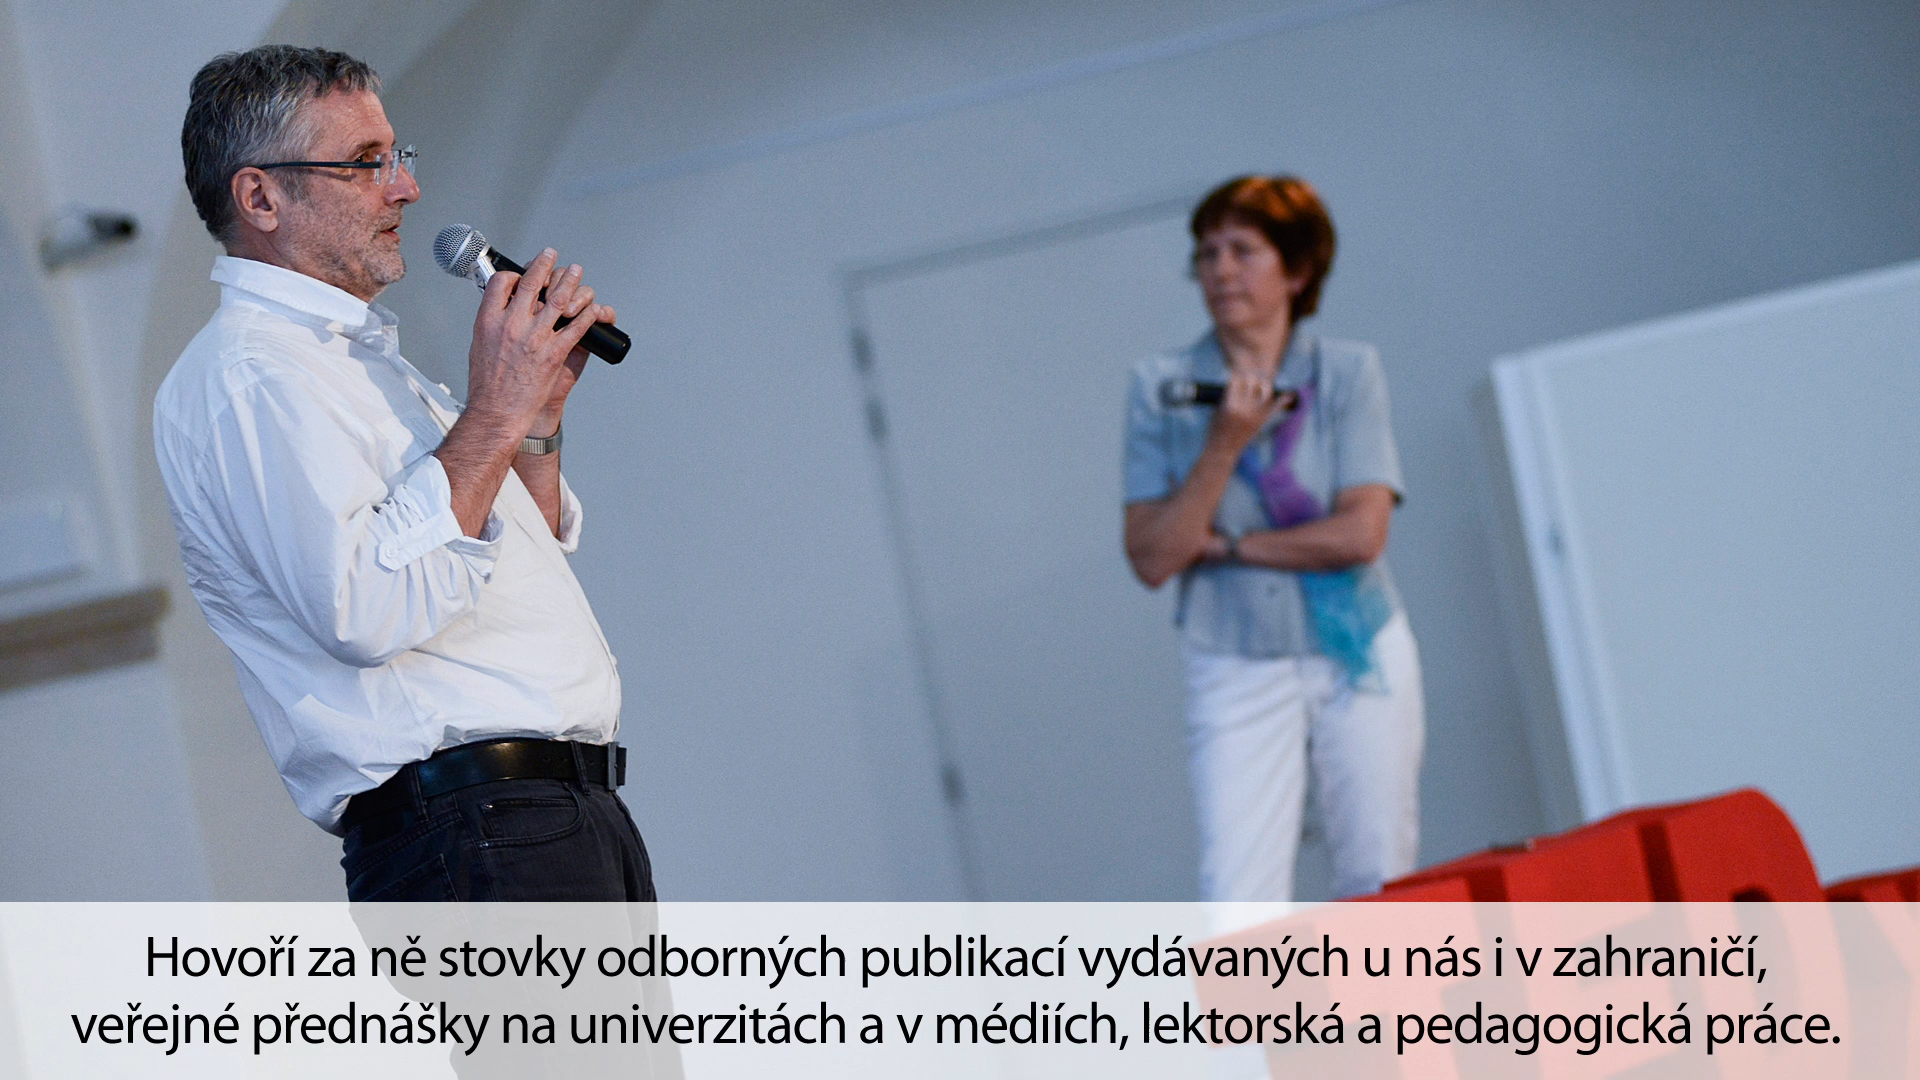 Hovoří za ně stovky odborných publikací vydávaných u nás i v zahraničí,
veřejné přednášky na univerzitách a v médiích, lektorská a pedagogická práce.